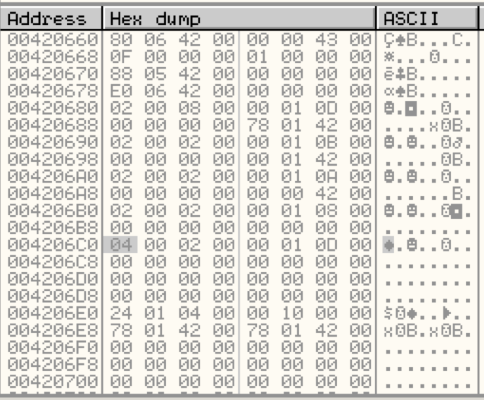 Address Hex dump ASCII
00420660 80 06 42 00 00 00 43 00 Ç♠B...C.
00420668 0F 00 00 00 01 00 00 00 ☼...☺...
00420670 88 05 42 00 00 00 00 00 ê♣B.....
00420678 E0 06 42 00 00 00 00 00 α♠B.....
00420680 02 00 08 00 00 01 0D 00 ☻.◘..☺..
00420688 00 00 00 00 78 01 42 00 ....x☺B.
00420690 02 00 02 00 00 01 0B 00 ☻.☻..☺♂.
00420698 00 00 00 00 00 01 42 00 .....☺B.
004206A0 02 00 02 00 00 01 0A 00 ☻.☻..☺..
004206A8 00 00 00 00 00 00 42 00 ......B.
004206B0 02 00 02 00 00 01 08 00 ☻.☻..☺◘.
004206B8 00 00 00 00 00 00 00 00 ........
004206C0 04 00 02 00 00 01 0D 00 ♦.☻..☺..
004206C8 00 00 00 00 00 00 00 00 ........
004206D0 00 00 00 00 00 00 00 00 ........
004206D8 00 00 00 00 00 00 00 00 ........
004206E0 24 01 04 00 00 10 00 00 $☺♦..►..
004206E8 78 01 42 00 78 01 42 00 x☺B.x☺B.
004206F0 00 00 00 00 00 00 00 00 ........
004206F8 00 00 00 00 00 00 00 00 ........
00420700 00 00 00 00 00 00 00 00 ........